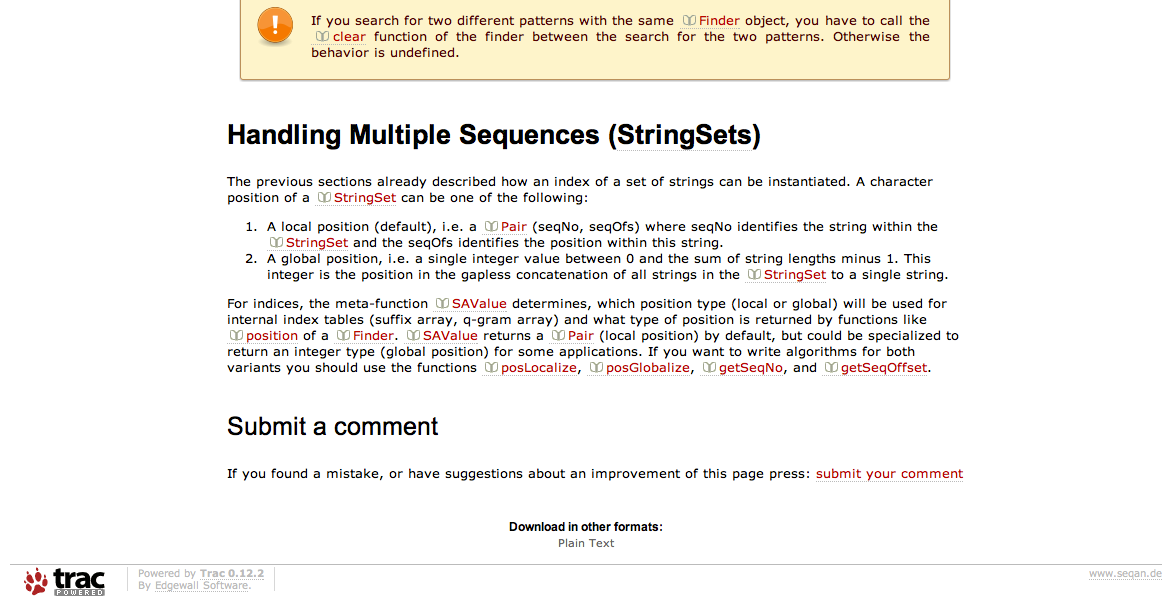 If you search for two different patterns with the same Finder object, you have to call the
clear function of the finder between the search for the two patterns. Otherwise the
behavior is undefined.
Handling Multiple Sequences (StringSets)
The previous sections already described how an index of a set of strings can be instantiated. A character
position of a StringSet can be one of the following:
1. A local position (default), i.e. a Pair (seqNo, seqOfs) where seqNo identifies the string within the
StringSet and the seqOfs identifies the position within this string.
2. A global position, i.e. a single integer value between 0 and the sum of string lengths minus 1. This
integer is the position in the gapless concatenation of all strings in the StringSet to a single string.
For indices, the meta-function SAValue determines, which position type (local or global) will be used for
internal index tables (suffix array, q-gram array) and what type of position is returned by functions like
position of a Finder. SAValue returns a Pair (local position) by default, but could be specialized to
return an integer type (global position) for some applications. If you want to write algorithms for both
variants you should use the functions posLocalize, posGlobalize, getSeqNo, and getSeqOffset.
Submit a comment
If you found a mistake, or have suggestions about an improvement of this page press: submit your comment
Download in other formats:
Plain Text
trac
POWERED
Powered by Trac 0.12.2
By Edgewall Software.
www.seqan.de